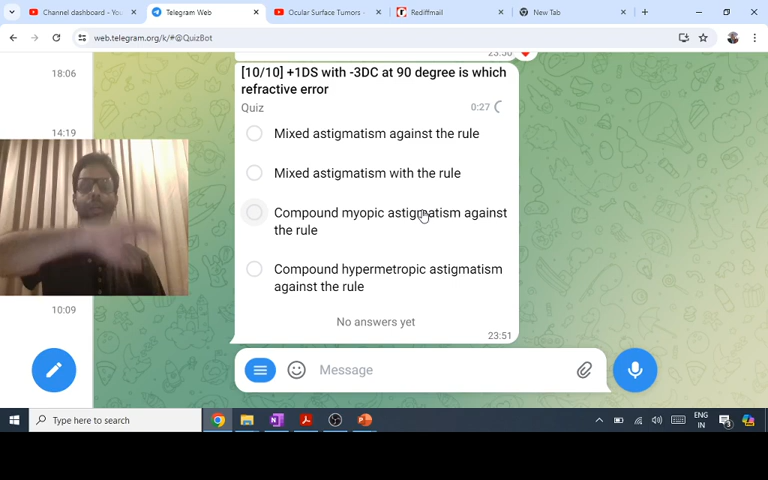 Channel dashboard - You
Telegram Web
Ocular Surface Tumors -
Rediffmail
New Tab
web.telegram.org/k/#@QuizBot
18:06
23:50
[10/10] +1DS with -3DC at 90 degree is which
refractive error
Quiz
0:27
14:19
Mixed astigmatism against the rule
Mixed astigmatism with the rule
Compound myopic astigmatism against
the rule
Compound hypermetropic astigmatism
against the rule
10:09
No answers yet
23:51
Message
Type here to search
ENG
IN
3